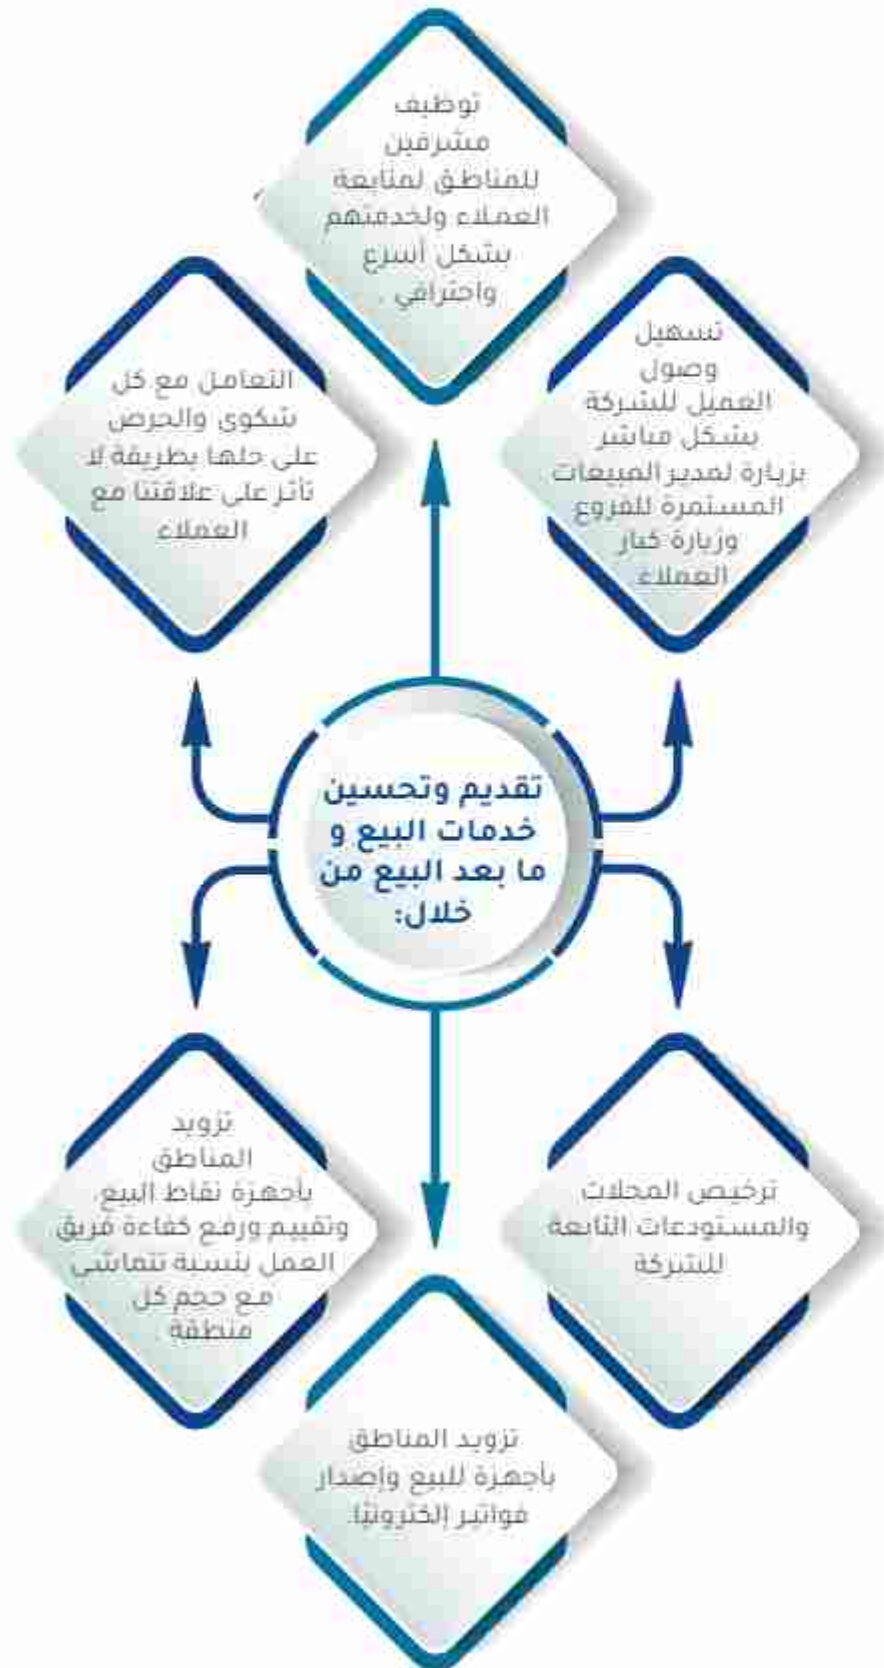 توظيف
مشرفين
للمناطق لمتابعة
العملاء ولخدمتهم
بشكل أسرع
واحترافي .
تسهيل
وصول
العميل للشركة
بشكل مباشر
بزيارة لمدير المبيعات
المستمرة للفروع
وزيارة كبار
العملاء
التعامل مع كل
شكوى والحرص
على حلها بطريقة لا
تأثر على علاقتنا مع
العملاء
تقديم وتحسين
خدمات البيع و
ما بعد البيع من
خلال:
ترخيص المحلات
والمستودعات التابعة
للشركة
تزويد
المناطق
بأجهزة نقاط البيع
وتقييم ورفع كفاءة فريق
العمل بنسبة تتماشى
مع حجم كل
منطقة
تزويد المناطق
بأجهزة للبيع وإصدار
فواتير إلكترونيًا.